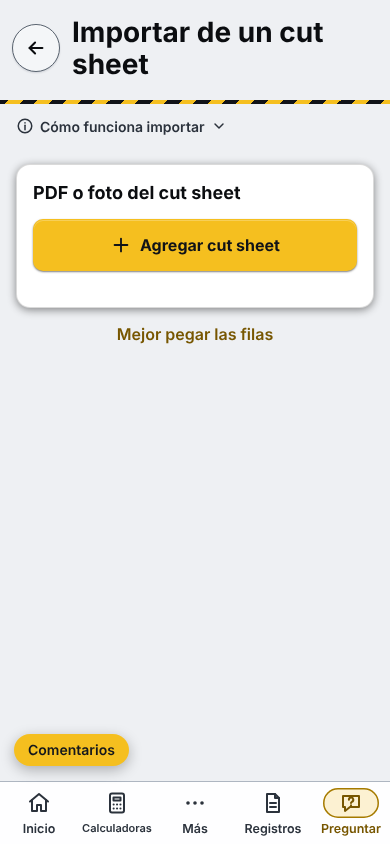 Importar de un cut
sheet
Cómo funciona importar
PDF o foto del cut sheet
Agregar cut sheet
Mejor pegar las filas
Comentarios
Inicio
Calculadoras
Más
Registros
Preguntar